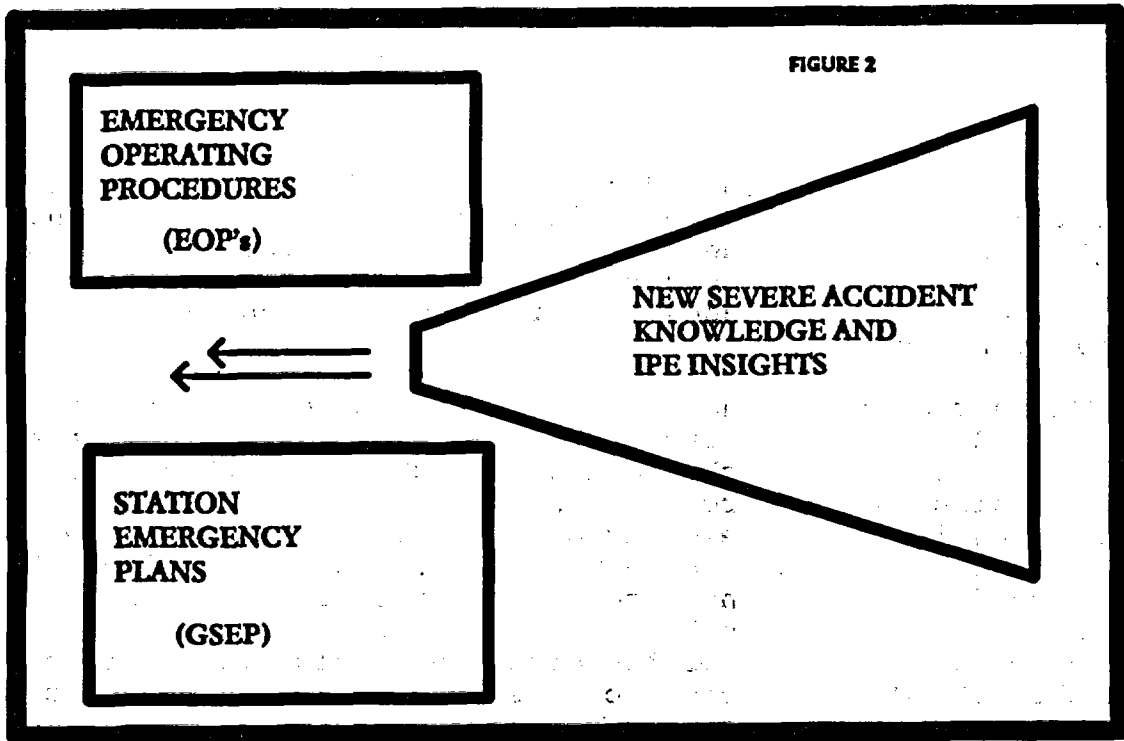 FIGURE 2
EMERGENCY
OPERATING
PROCEDURES
(EOP's)
NEW SEVERE ACCIDENT
KNOWLEDGE AND
IPE INSIGHTS
STATION
EMERGENCY
PLANS
(GSEP)